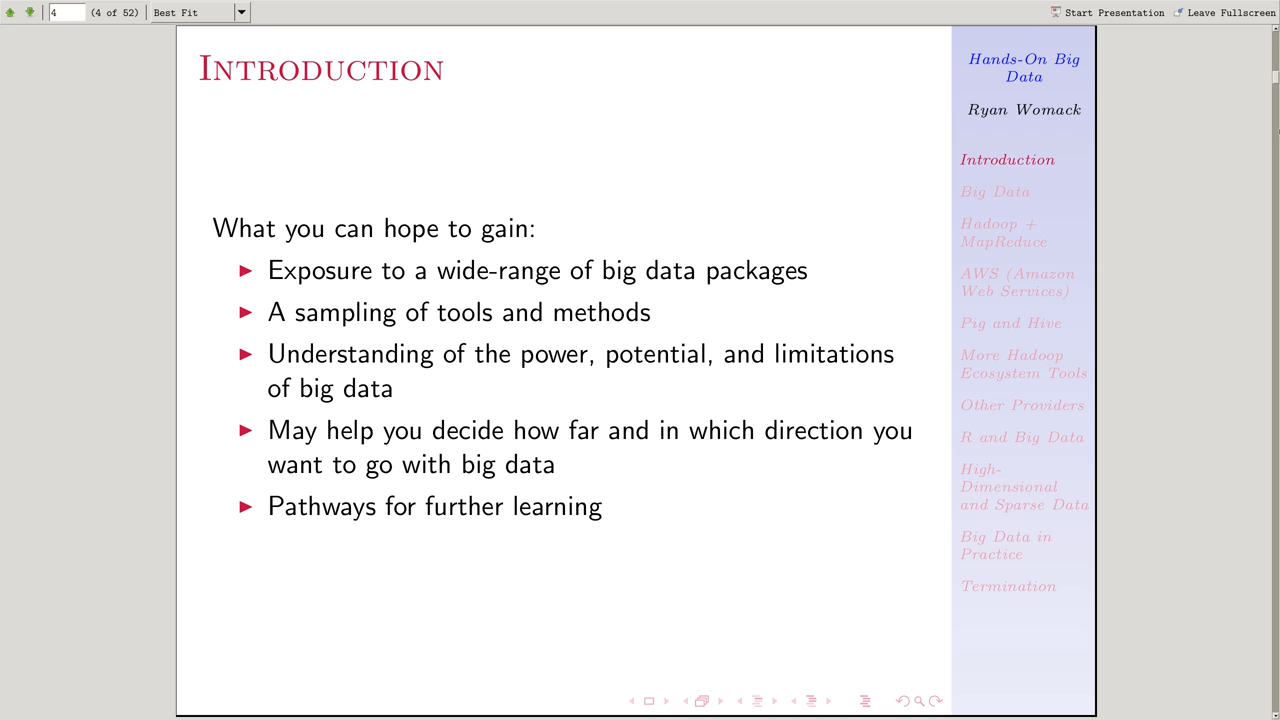 4 (4 of 52) Best Fit Start Presentation Leave Fullscreen
Introduction
What you can hope to gain:
Exposure to a wide-range of big data packages
A sampling of tools and methods
Understanding of the power, potential, and limitations
of big data
May help you decide how far and in which direction you
want to go with big data
Pathways for further learning
Hands-On Big
Data
Ryan Womack
Introduction
Big Data
Hadoop +
MapReduce
AWS (Amazon
Web Services)
Pig and Hive
More Hadoop
Ecosystem Tools
Other Providers
R and Big Data
High-
Dimensional
and Sparse Data
Big Data in
Practice
Termination